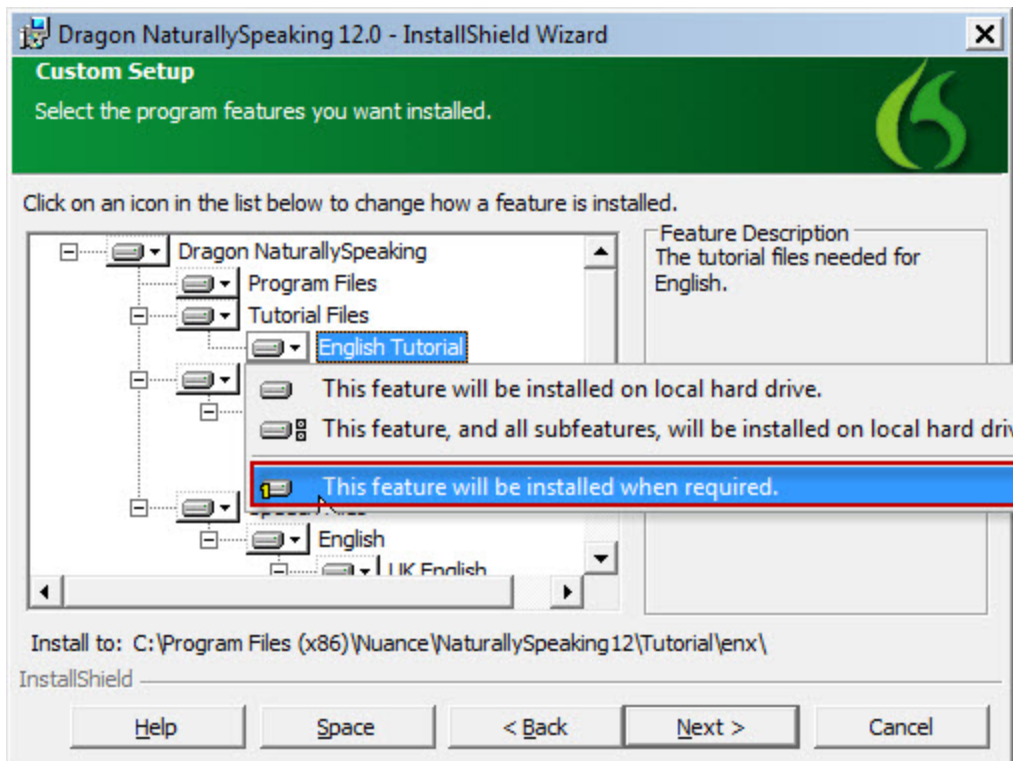 Dragon NaturallySpeaking 12.0 - InstallShield Wizard
Custom Setup
Select the program features you want installed.
Click on an icon in the list below to change how a feature is installed.
Dragon NaturallySpeaking
Program Files
Tutorial Files
English Tutorial
Feature Description
The tutorial files needed for
English.
This feature will be installed on local hard drive.
This feature, and all subfeatures, will be installed on local hard driv
This feature will be installed when required.
English
UK English
Install to: C:\Program Files (x86)\Nuance\NaturallySpeaking12\Tutorial\enx\
InstallShield
Help
Space
< Back
Next >
Cancel